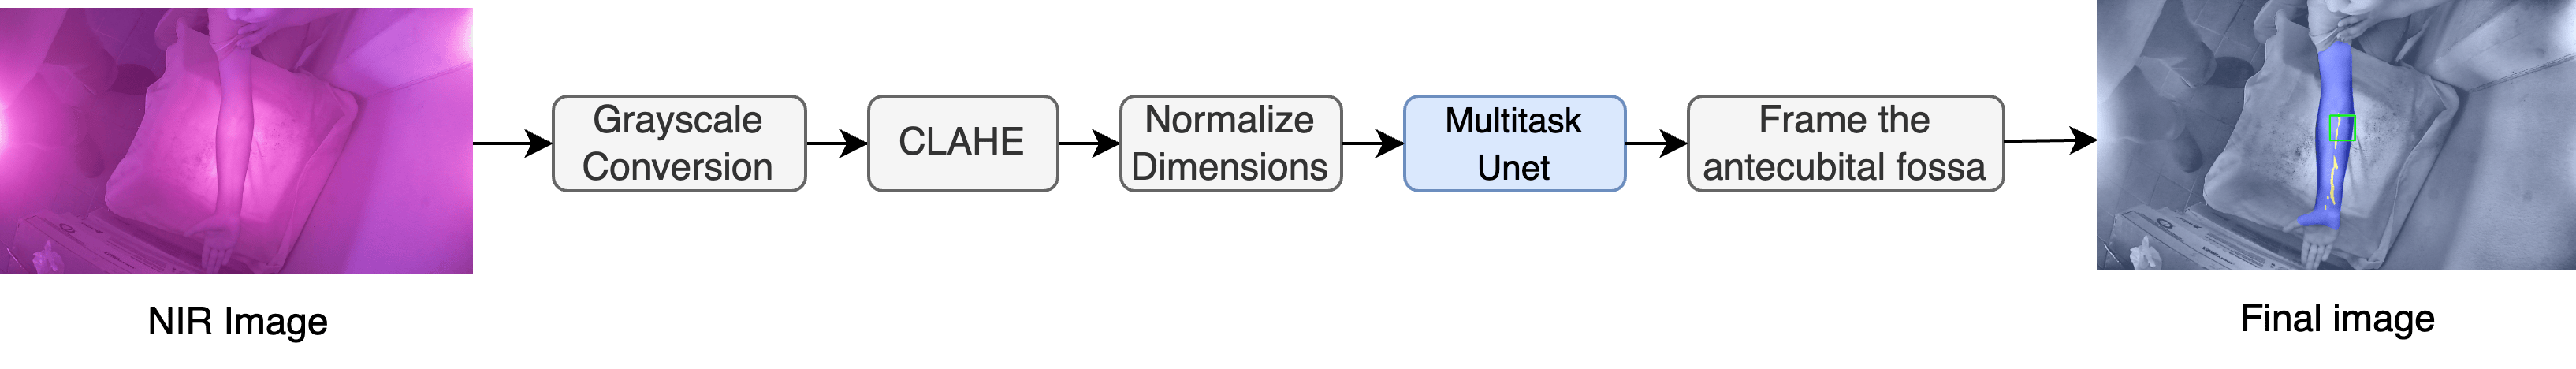 Grayscale
Conversion
CLAHE
Normalize
Dimensions
Multitask
Unet
Frame the
antecubital fossa
NIR Image
Final image